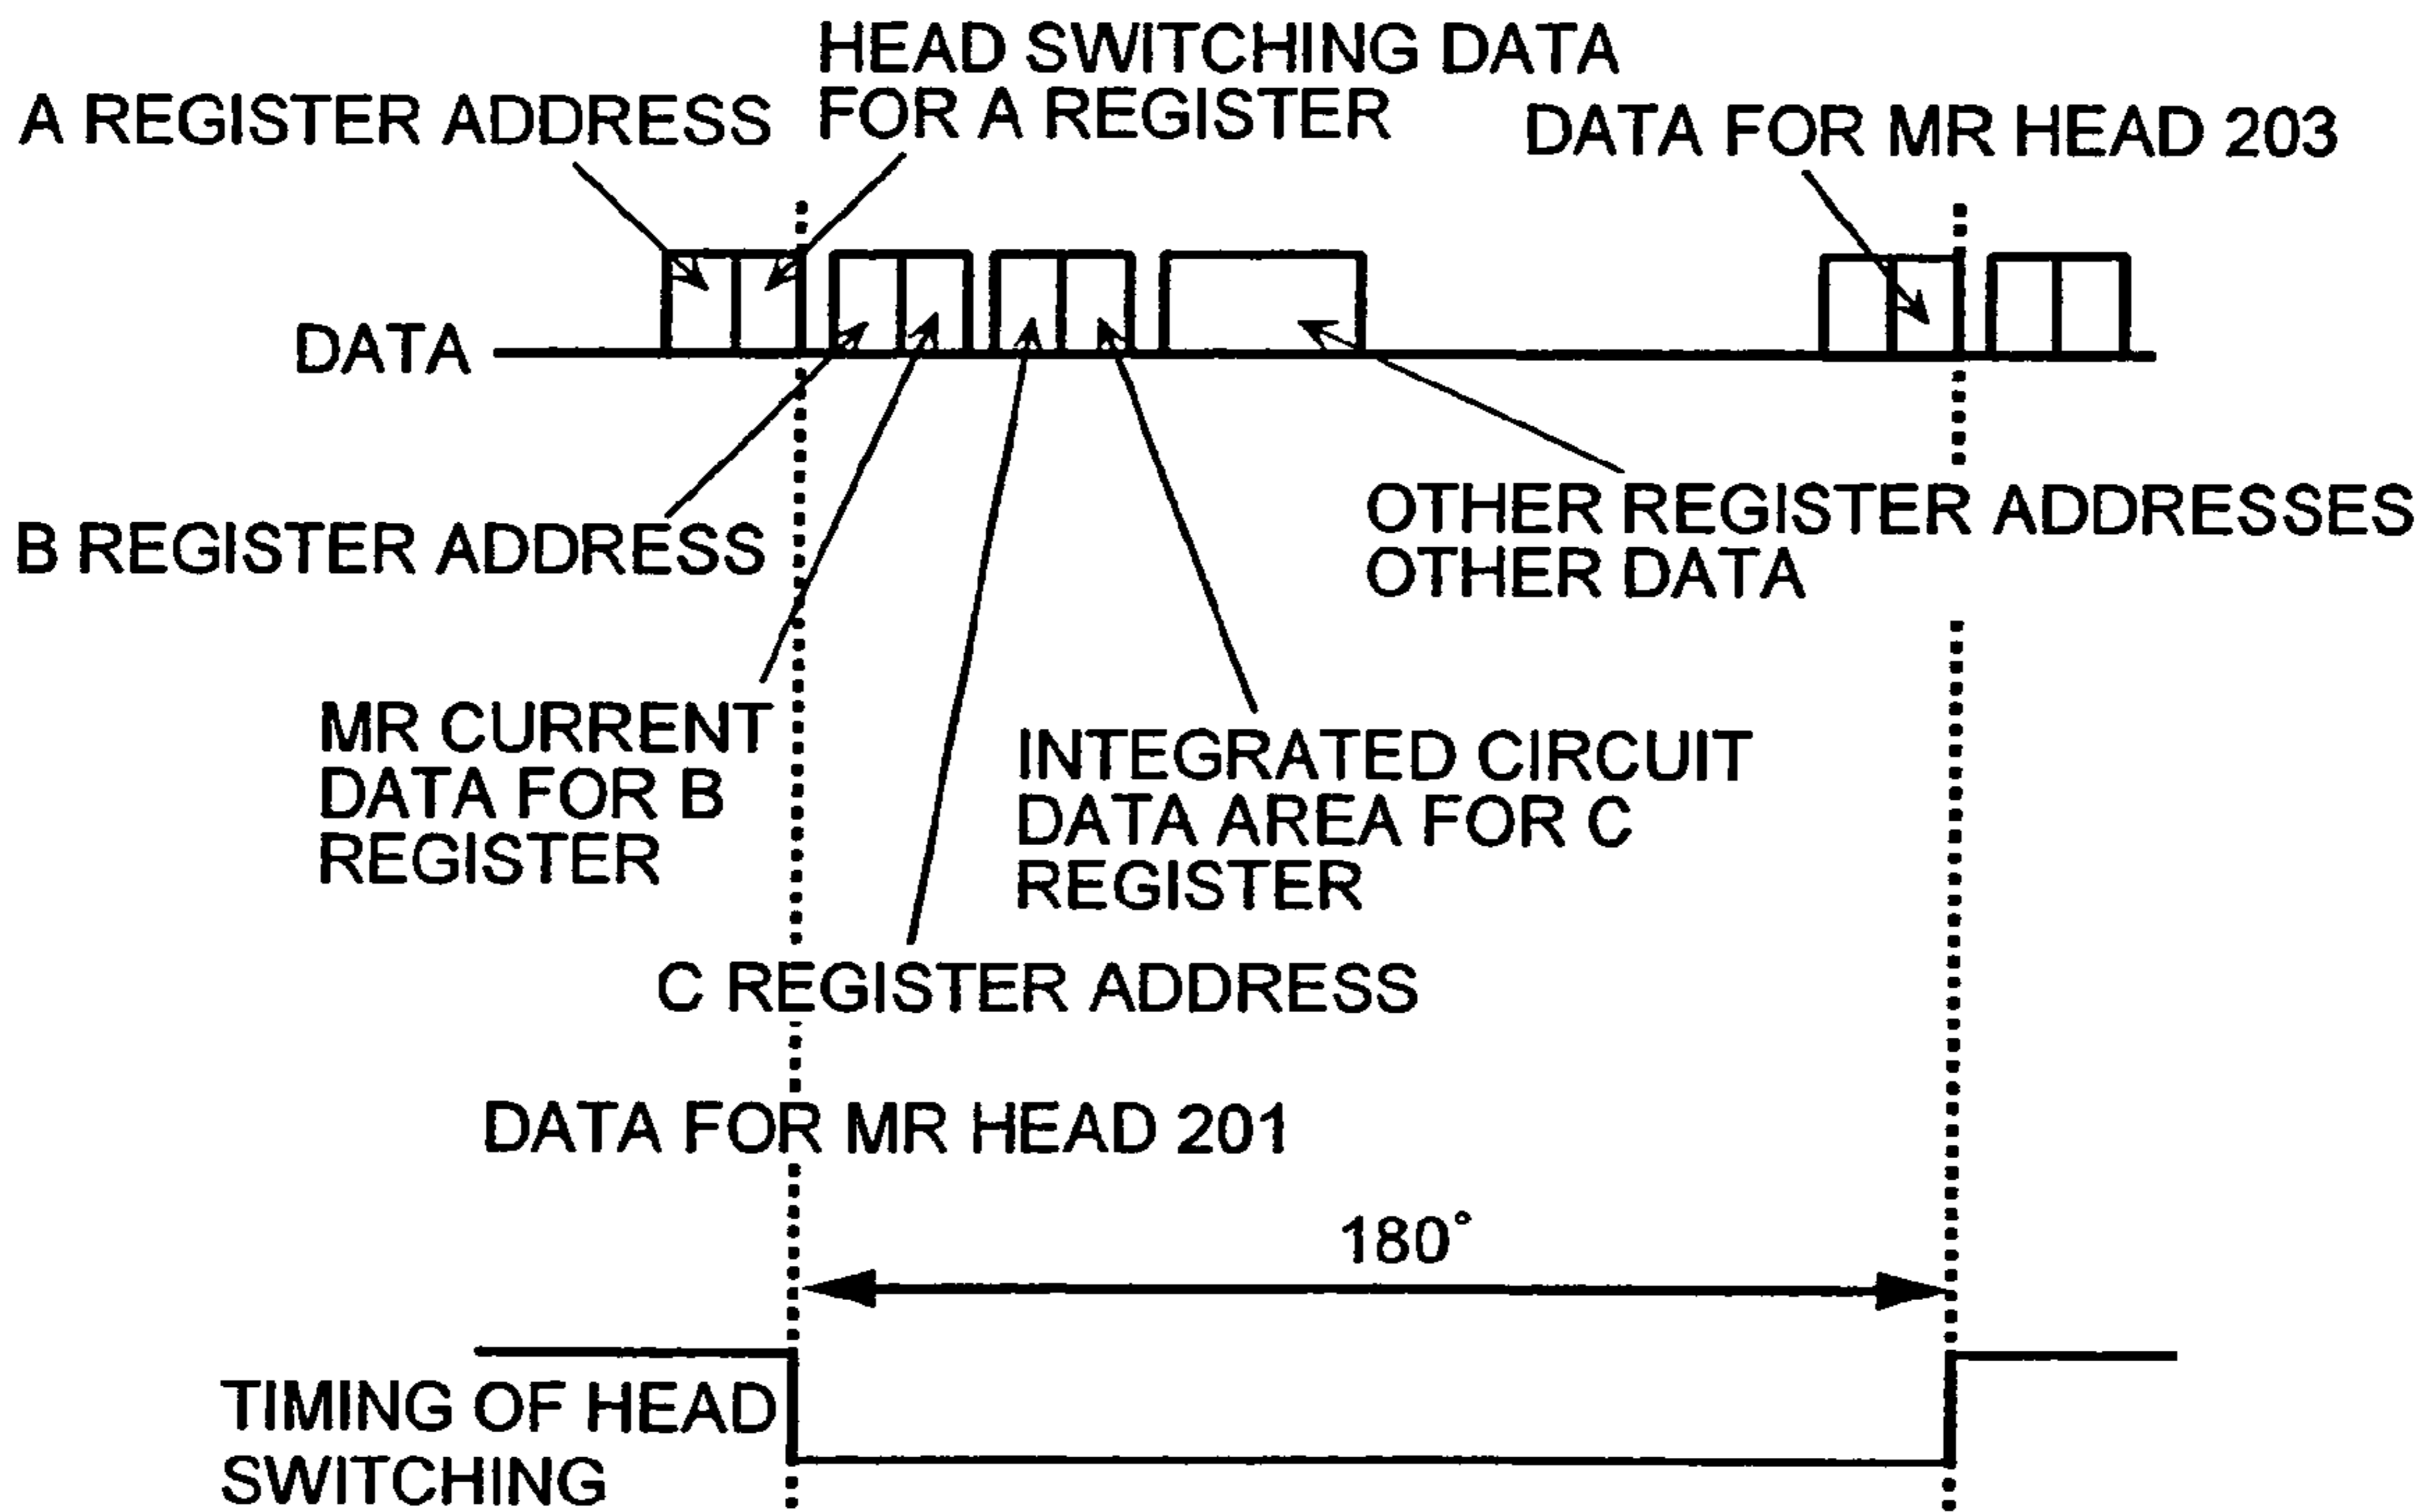 HEAD SWITCHING DATA
FOR A REGISTER
A REGISTER ADDRESS
DATA FOR MR HEAD 203
DATA
B REGISTER ADDRESS
OTHER REGISTER ADDRESSES
OTHER DATA
MR CURRENT
DATA FOR B
REGISTER
INTEGRATED CIRCUIT
DATA AREA FOR C
REGISTER
C REGISTER ADDRESS
DATA FOR MR HEAD 201
180°
TIMING OF HEAD
SWITCHING